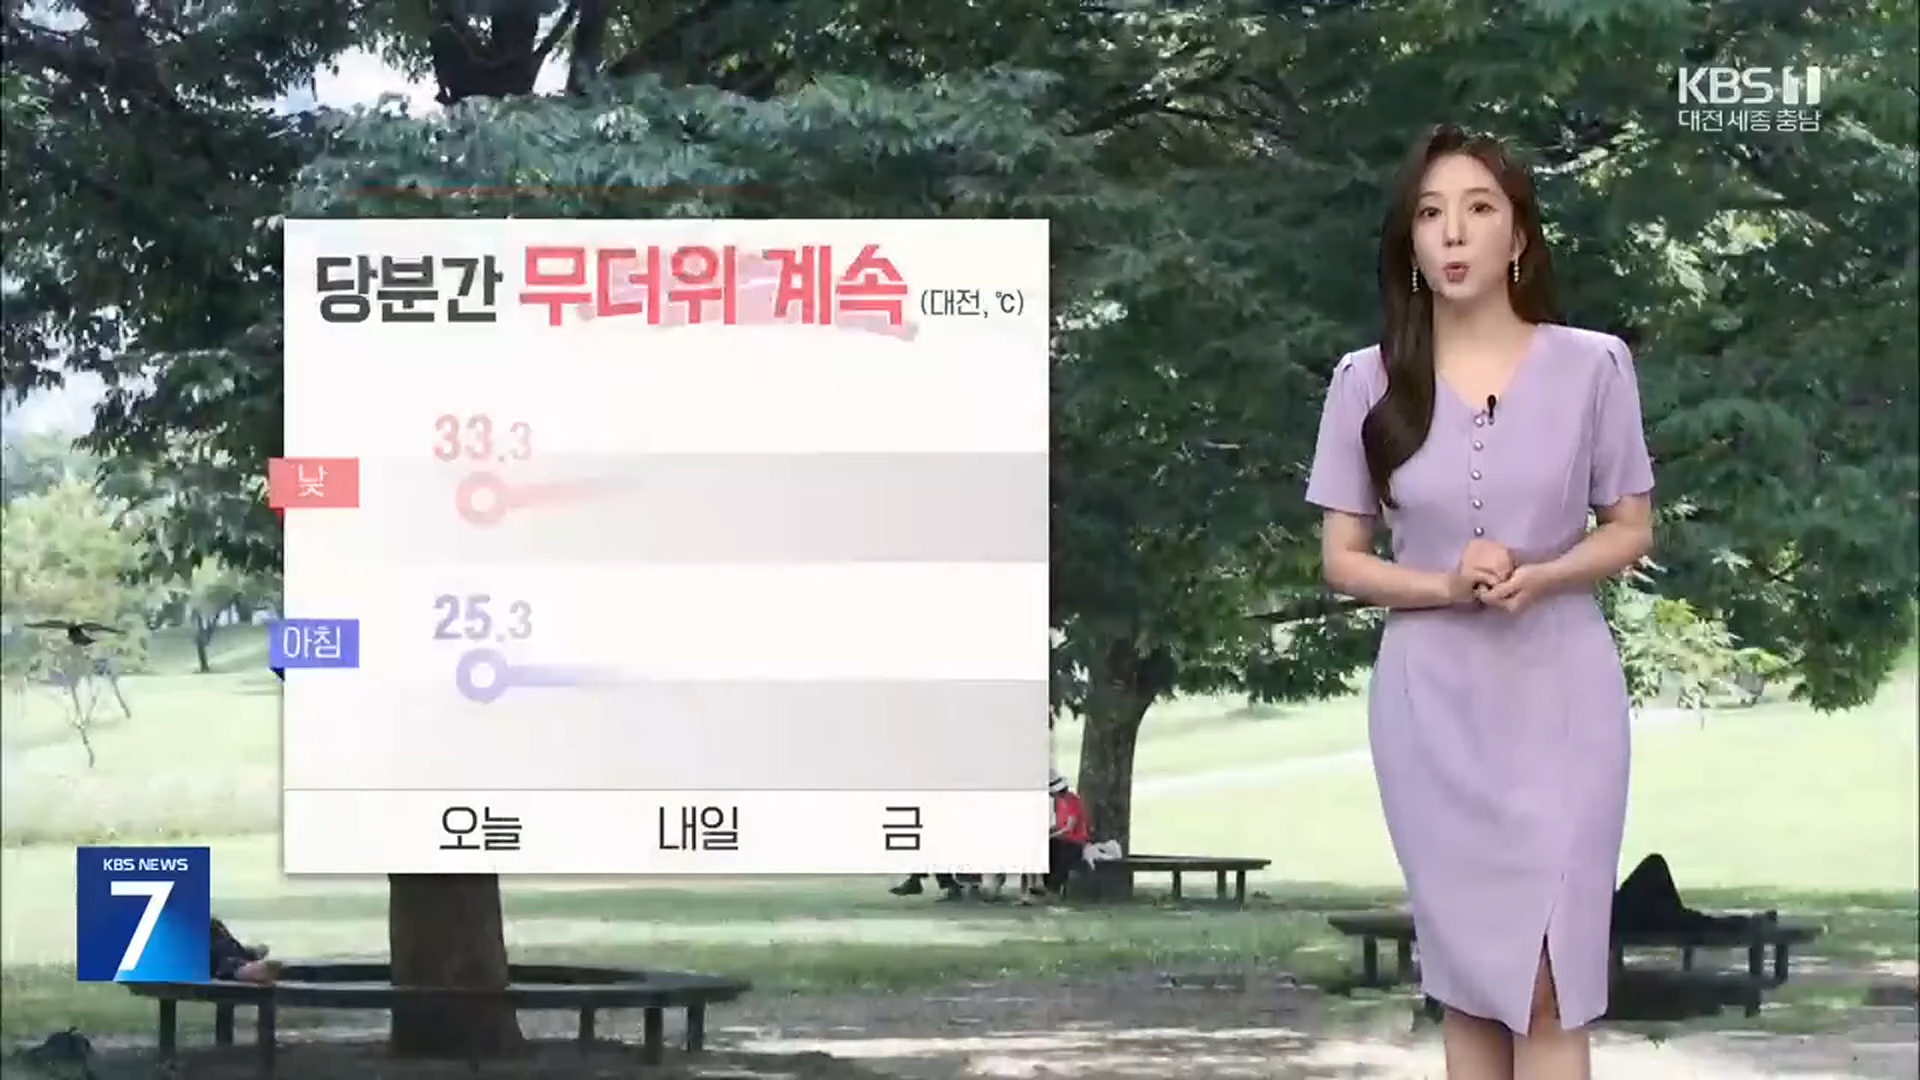 KBS 1
대전 세종 충남
당분간 무더위 계속 (대전, ℃)
33.3
낮
25.3
아침
오늘 내일 금
KBS NEWS
7